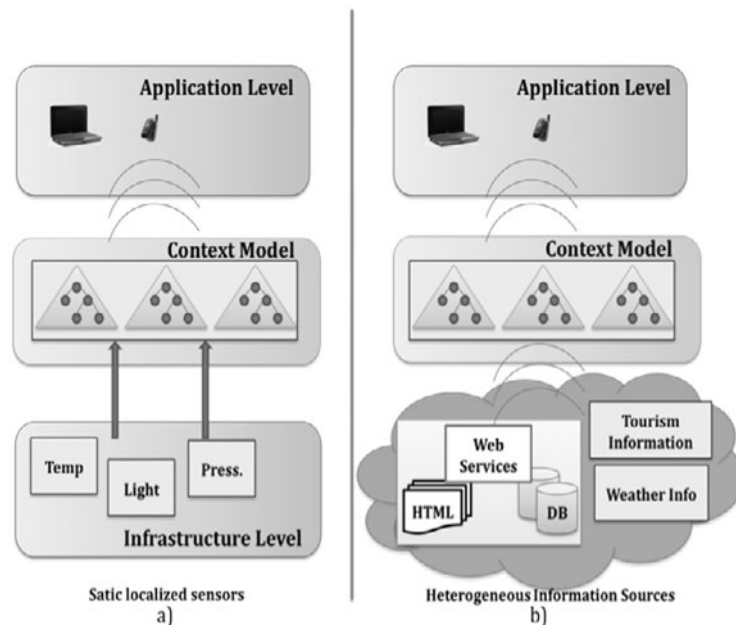 Application Level
Context Model
Temp
Light
Press.
Infrastructure Level
Satic localized sensors
a)
Application Level
Context Model
Web
Services
HTML
DB
Tourism
Information
Weather Info
Heterogeneous Information Sources
b)